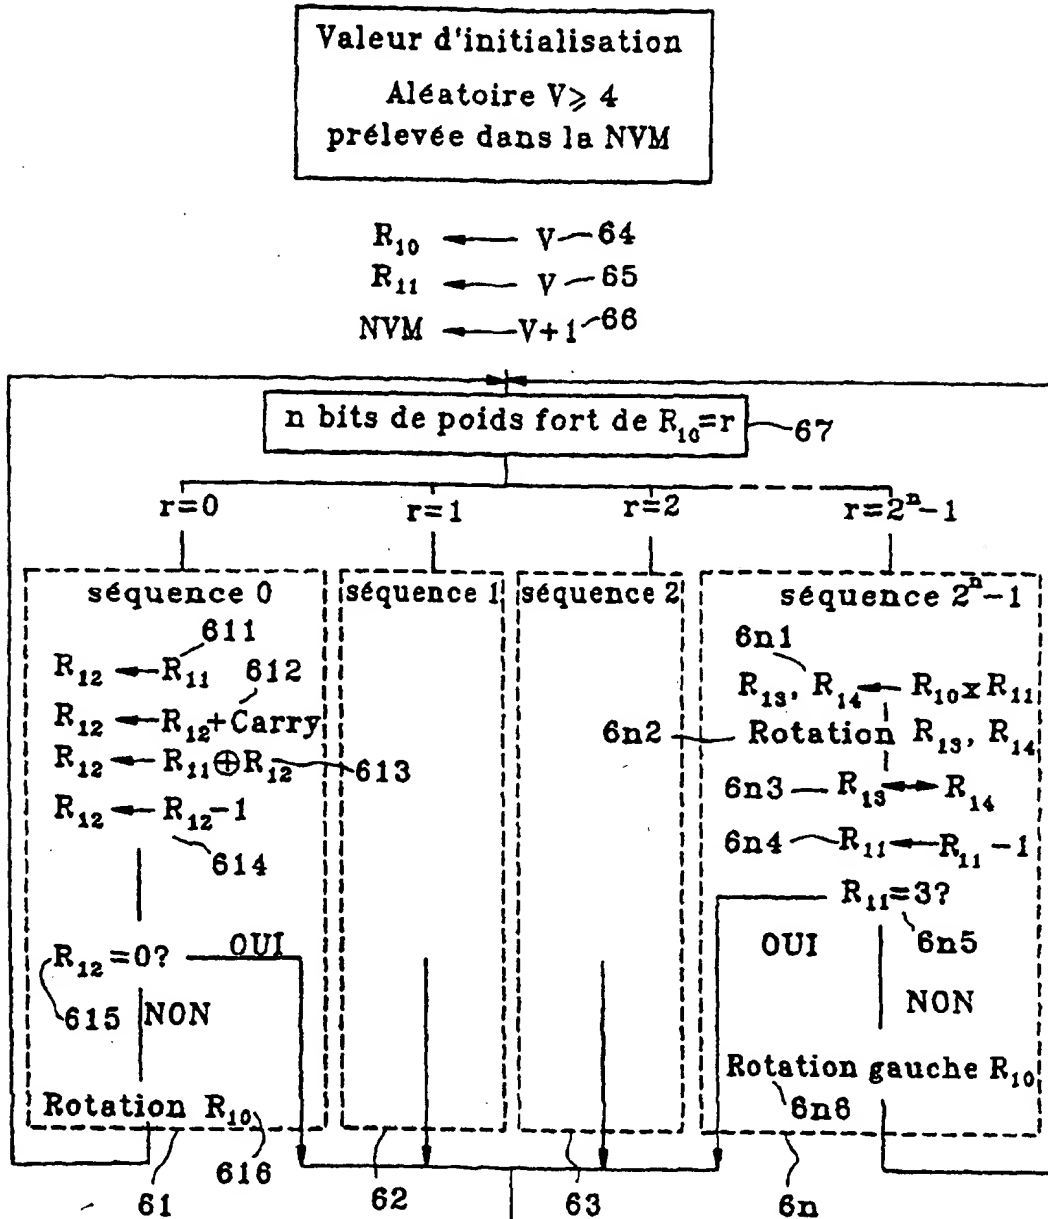 Valeur d'initialisation
Aléatoire V⩾ 4
prélevée dans la NVM
R₁₀ ← V 64
R₁₁ ← V 65
NVM ← V+1 66
n bits de poids fort de R₁₀=r 67
r=0 r=1 r=2 r=2ⁿ-1
séquence 0
611
R₁₂ ← R₁₁ 612
R₁₂ ← R₁₂+Carry
R₁₂ ← R₁₁⊕R₁₂ 613
R₁₂ ← R₁₂-1
614
R₁₂=0? OUI
615 NON
Rotation R₁₀
61 616
séquence 1
62
séquence 2
63
séquence 2ⁿ-1
6n1
R₁₃, R₁₄ ← R₁₀xR₁₁
6n2 Rotation R₁₃, R₁₄
6n3 R₁₃ ↔ R₁₄
6n4 R₁₁ ← R₁₁-1
R₁₁=3?
OUI 6n5
NON
Rotation gauche R₁₀
6n6
6n